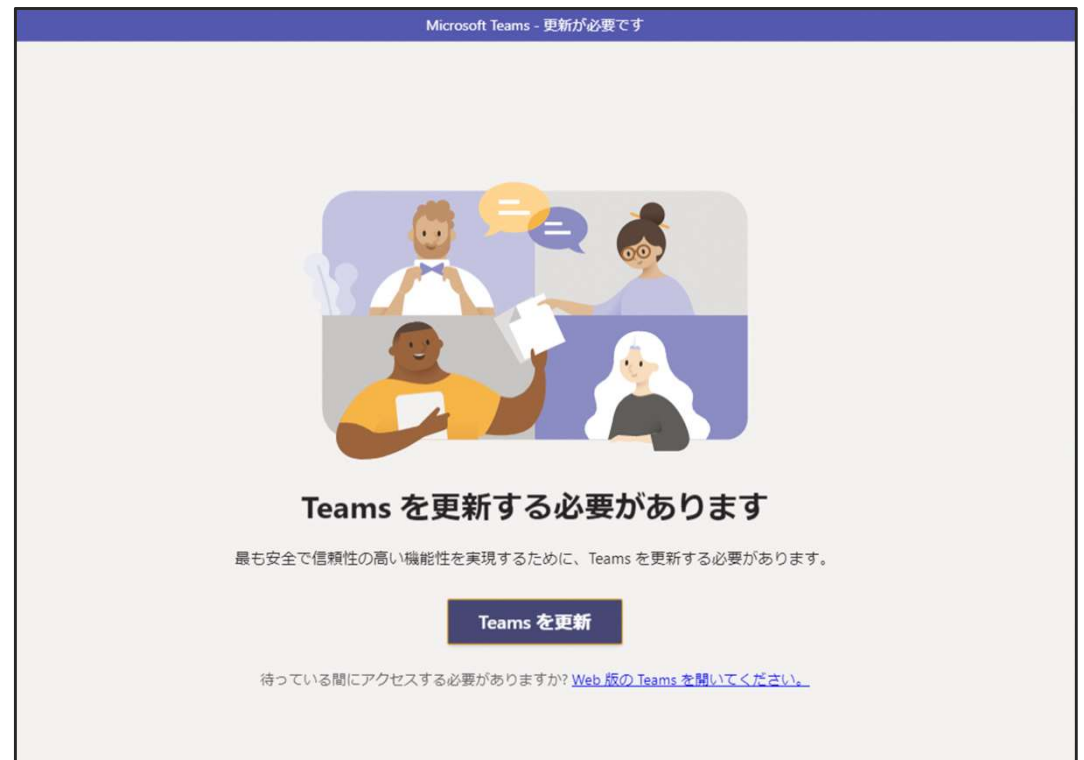 Microsoft Teams - 更新が必要です
Teams を更新する必要があります
最も安全で信頼性の高い機能性を実現するために、Teams を更新する必要があります。
Teams を更新
待っている間にアクセスする必要がありますか? Web 版の Teams を開いてください。